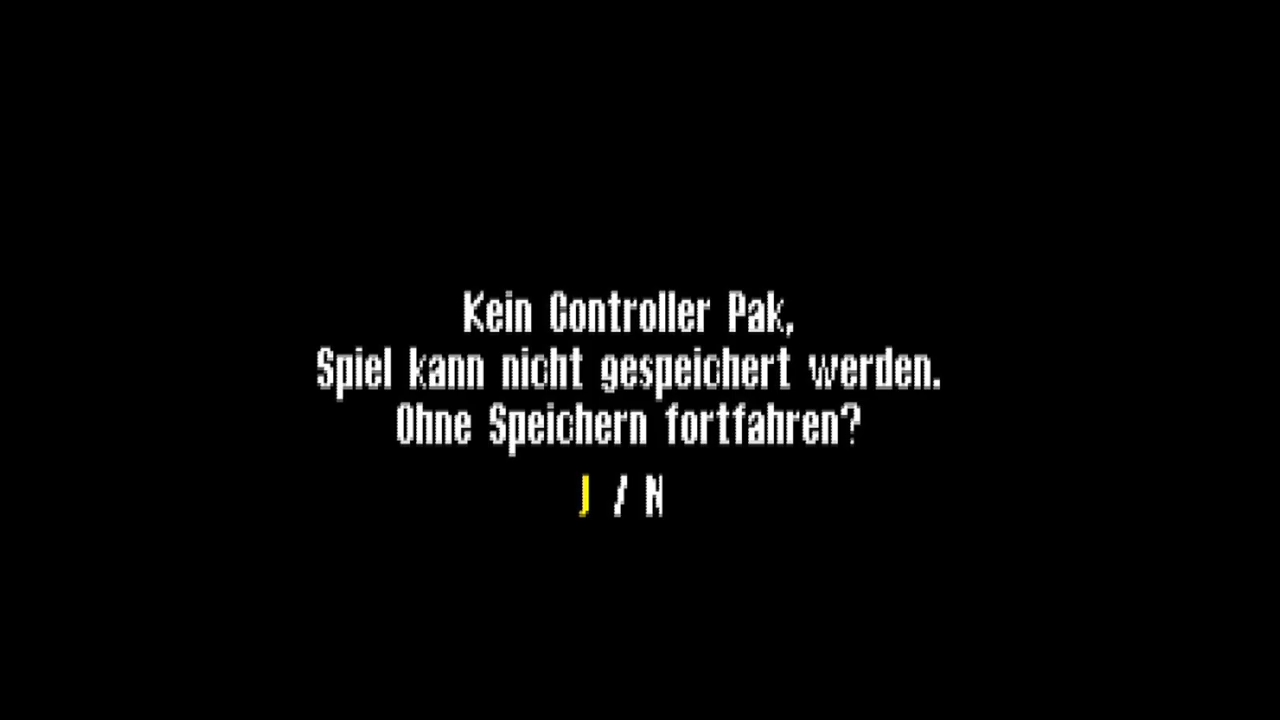 Kein Controller Pak,
Spiel kann nicht gespeichert werden.
Ohne Speichern fortfahren?
J / N